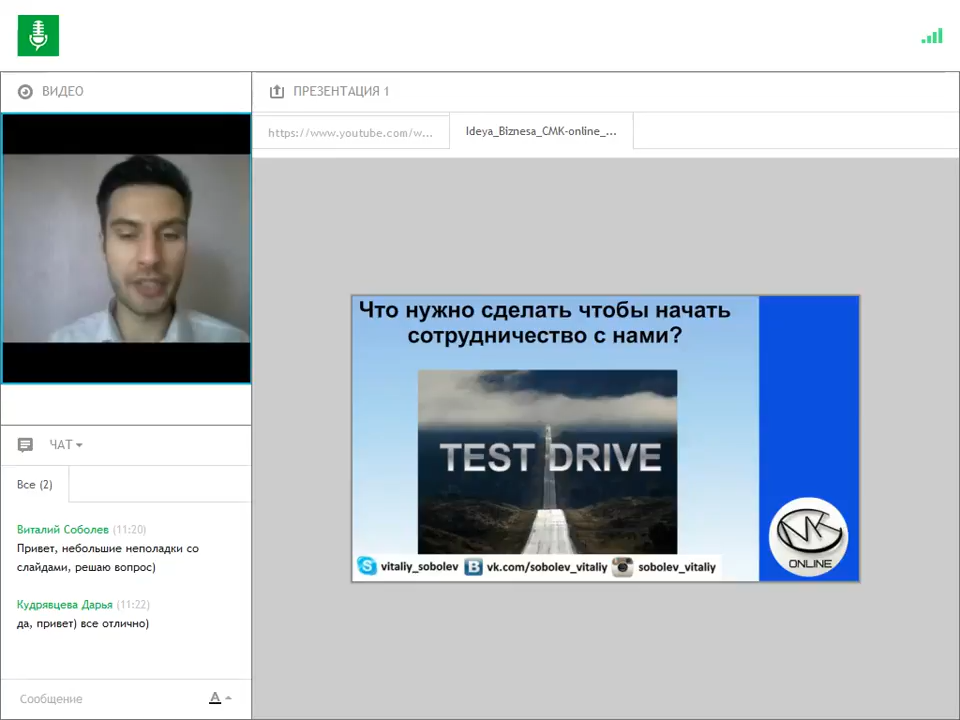 ВИДЕО
ПРЕЗЕНТАЦИЯ 1
https://www.youtube.com/w...
Ideya_Biznesa_CMK-online_...
Что нужно сделать чтобы начать
сотрудничество с нами?
TEST DRIVE
vitaliy_sobolev vk.com/sobolev_vitaliy sobolev_vitaliy
ONLINE
ЧАТ
Все (2)
Виталий Соболев (11:20)
Привет, небольшие неполадки со
слайдами, решаю вопрос)
Кудрявцева Дарья (11:22)
да, привет) все отлично)
Сообщение
A